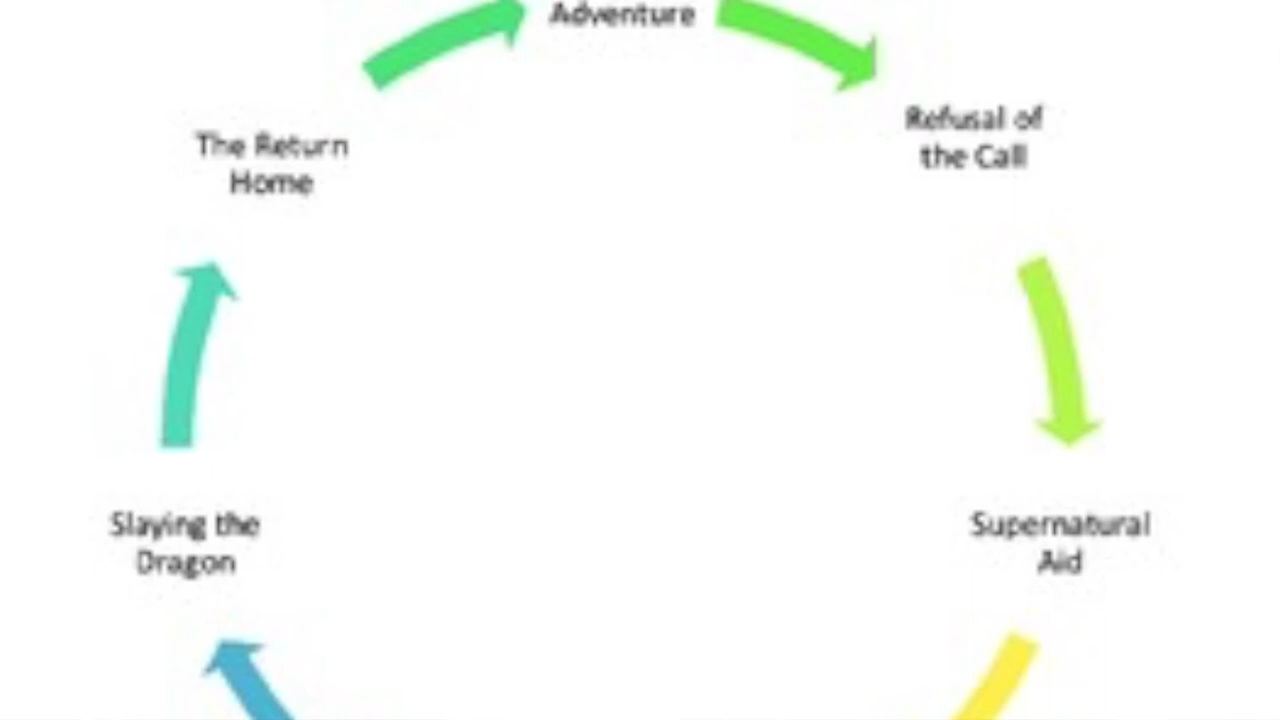 Adventure
Refusal of
the Call
Supernatural
Aid
Slaying the
Dragon
The Return
Home